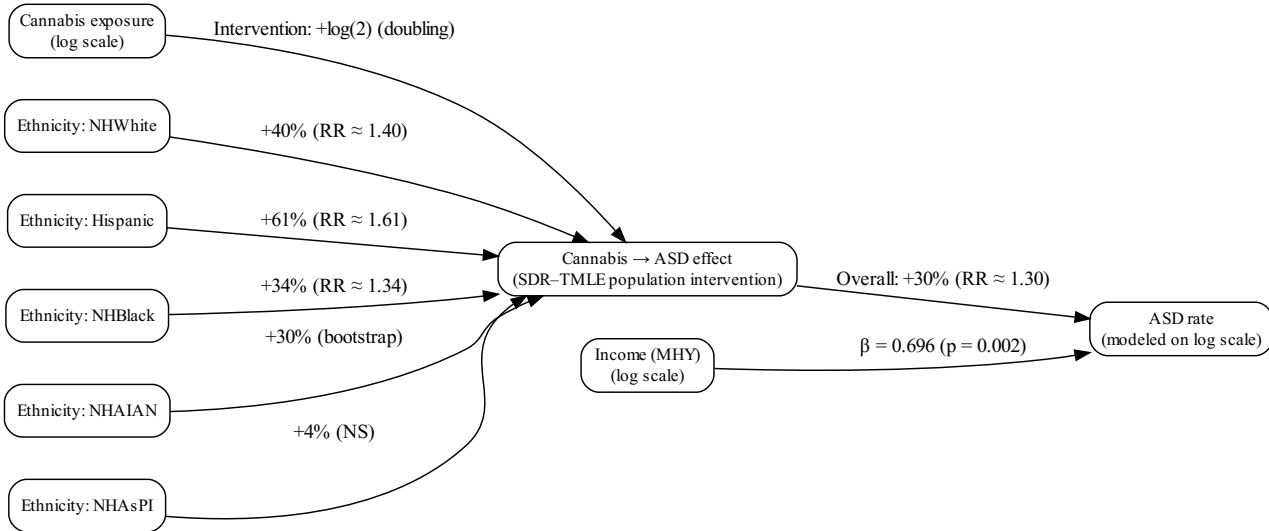 Cannabis exposure
(log scale)
Intervention: +log(2) (doubling)
Ethnicity: NHWhite
+40% (RR ≈ 1.40)
Ethnicity: Hispanic
+61% (RR ≈ 1.61)
Cannabis → ASD effect
(SDR–TMLE population intervention)
Overall: +30% (RR ≈ 1.30)
+34% (RR ≈ 1.34)
Ethnicity: NHBlack
+30% (bootstrap)
ASD rate
(modeled on log scale)
Income (MHY)
(log scale)
β = 0.696 (p = 0.002)
Ethnicity: NHAIAN
+4% (NS)
Ethnicity: NHAsPI